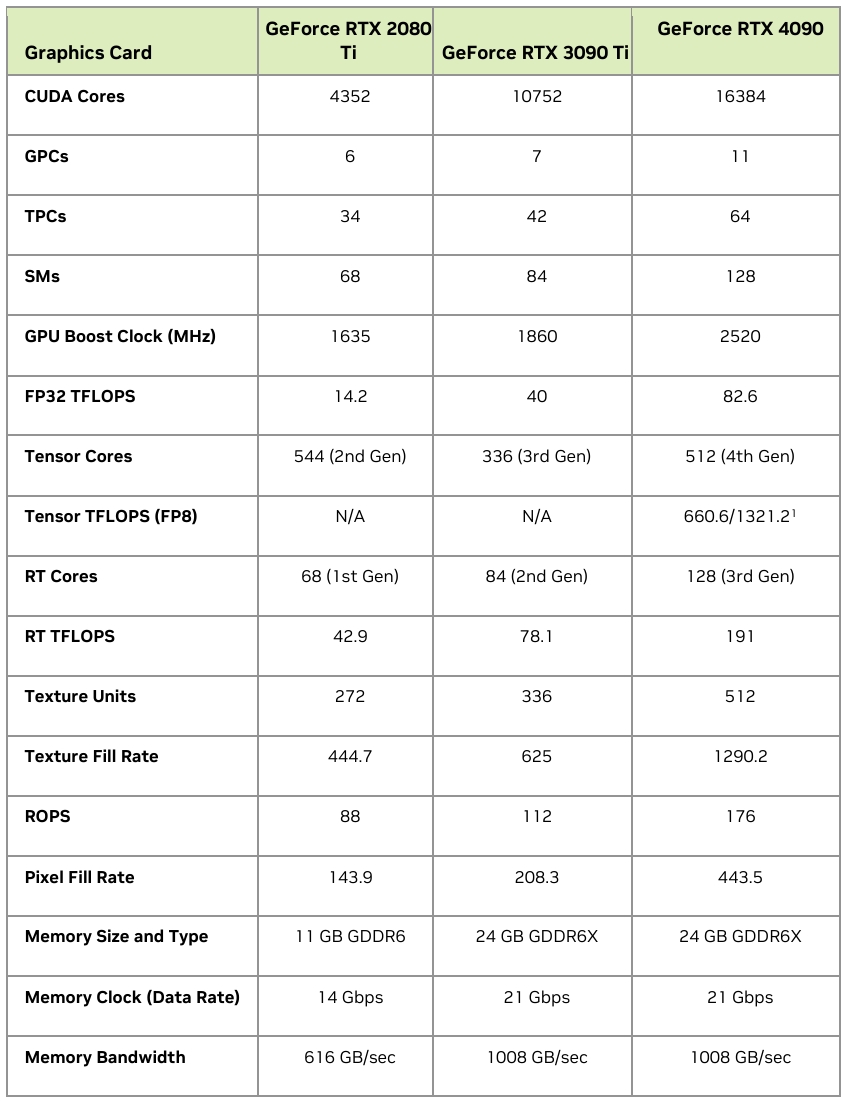 Graphics Card GeForce RTX 2080 Ti GeForce RTX 3090 Ti GeForce RTX 4090
CUDA Cores 4352 10752 16384
GPCs 6 7 11
TPCs 34 42 64
SMs 68 84 128
GPU Boost Clock (MHz) 1635 1860 2520
FP32 TFLOPS 14.2 40 82.6
Tensor Cores 544 (2nd Gen) 336 (3rd Gen) 512 (4th Gen)
Tensor TFLOPS (FP8) N/A N/A 660.6/1321.2¹
RT Cores 68 (1st Gen) 84 (2nd Gen) 128 (3rd Gen)
RT TFLOPS 42.9 78.1 191
Texture Units 272 336 512
Texture Fill Rate 444.7 625 1290.2
ROPS 88 112 176
Pixel Fill Rate 143.9 208.3 443.5
Memory Size and Type 11 GB GDDR6 24 GB GDDR6X 24 GB GDDR6X
Memory Clock (Data Rate) 14 Gbps 21 Gbps 21 Gbps
Memory Bandwidth 616 GB/sec 1008 GB/sec 1008 GB/sec